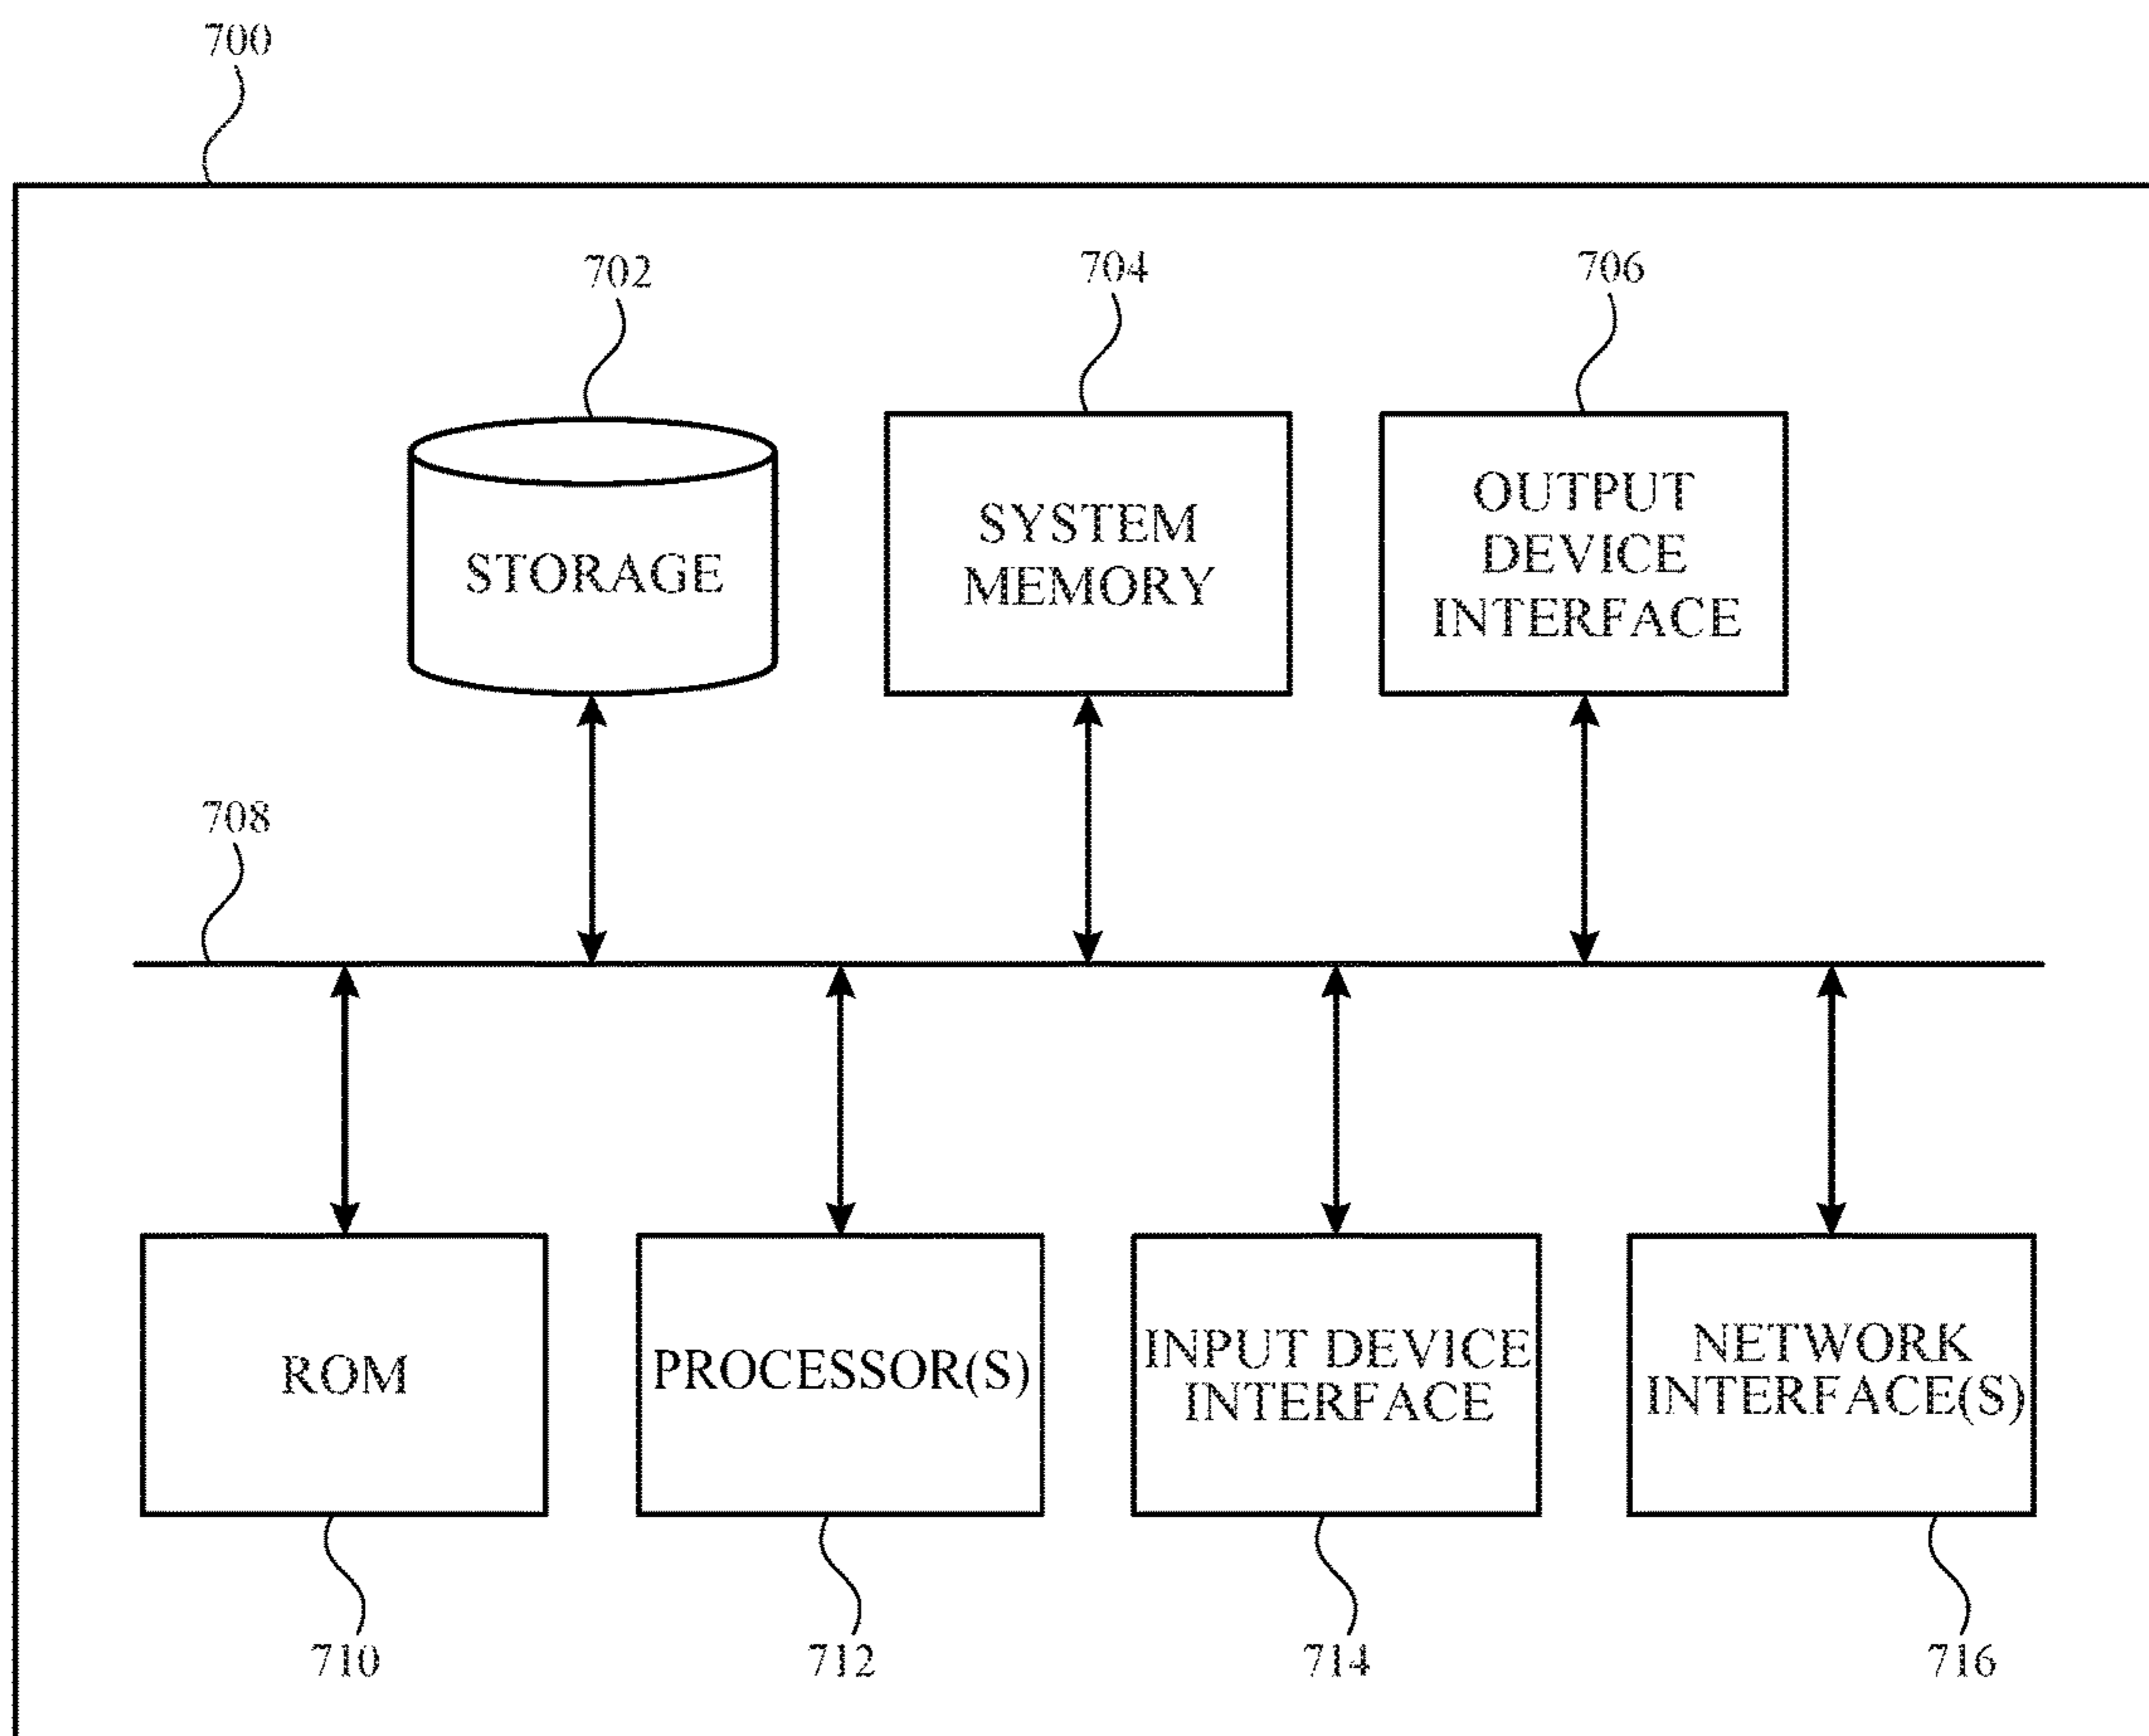 700
702
704
706
STORAGE
SYSTEM
MEMORY
OUTPUT
DEVICE
INTERFACE
708
ROM
PROCESSOR(S)
INPUT DEVICE
INTERFACE
NETWORK
INTERFACE(S)
710
712
714
716